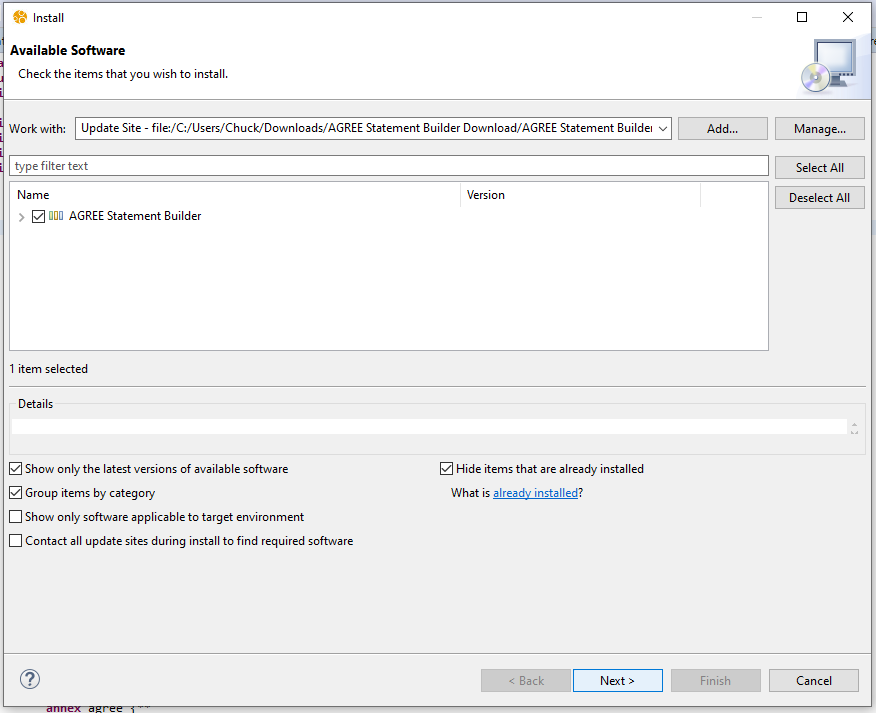 Install
Available Software
Check the items that you wish to install.
Work with: Update Site - file:/C:/Users/Chuck/Downloads/AGREE Statement Builder Download/AGREE Statement Builder Add... Manage...
type filter text Select All
Deselect All
Name Version
AGREE Statement Builder
1 item selected
Details
Show only the latest versions of available software Hide items that are already installed
Group items by category What is already installed?
Show only software applicable to target environment
Contact all update sites during install to find required software
? < Back Next > Finish Cancel
annex agree {**